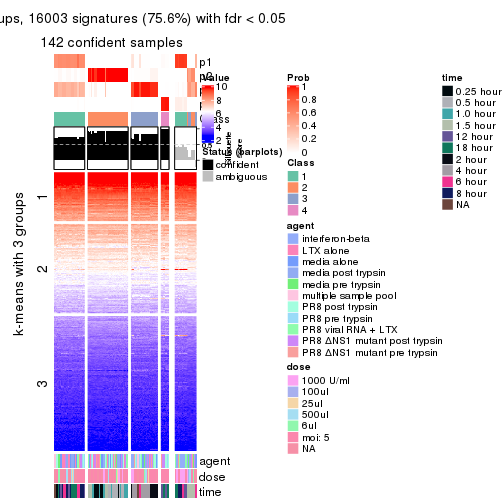 ups, 16003 signatures (75.6%) with fdr < 0.05
142 confident samples
p1
k-means with 3 groups
1
2
3
agent
dose
time
value
10
8
6
4
2
Status (barplots)
confident
ambiguous
Silhouette
score
Prob
1
0.8
0.6
0.4
0.2
0
Class
1
2
3
4
agent
interferon-beta
LTX alone
media alone
media post trypsin
media pre trypsin
multiple sample pool
PR8 post trypsin
PR8 pre trypsin
PR8 viral RNA + LTX
PR8 ΔNS1 mutant post trypsin
PR8 ΔNS1 mutant pre trypsin
dose
1000 U/ml
100ul
25ul
500ul
6ul
moi: 5
NA
time
0.25 hour
0.5 hour
1.0 hour
1.5 hour
12 hour
18 hour
2 hour
4 hour
6 hour
8 hour
NA